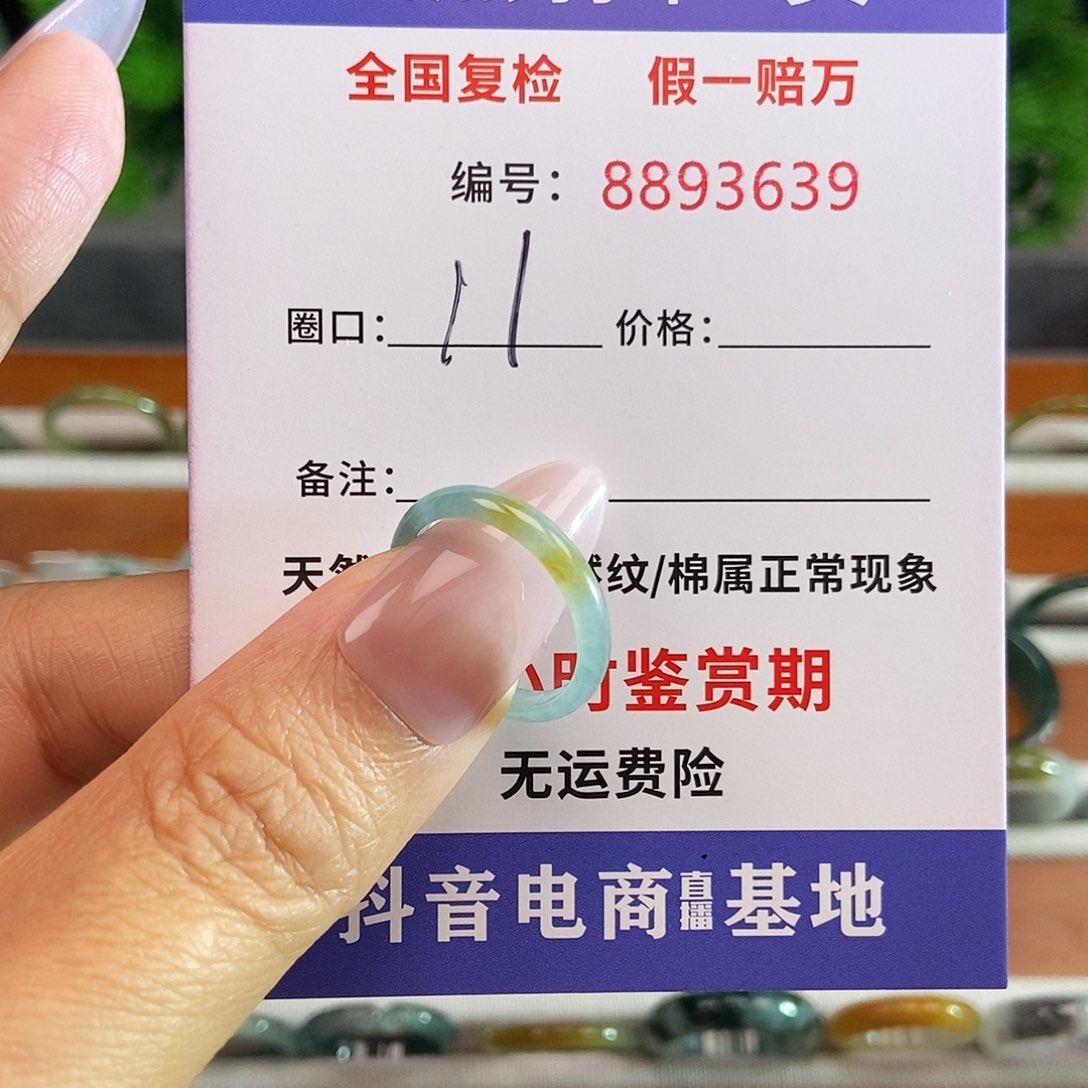 全国复检 假一赔万
编号：8893639
圈口：11 价格：
备注：
天然纹/棉属正常现象
时鉴赏期
无运费险
抖音电商直播基地